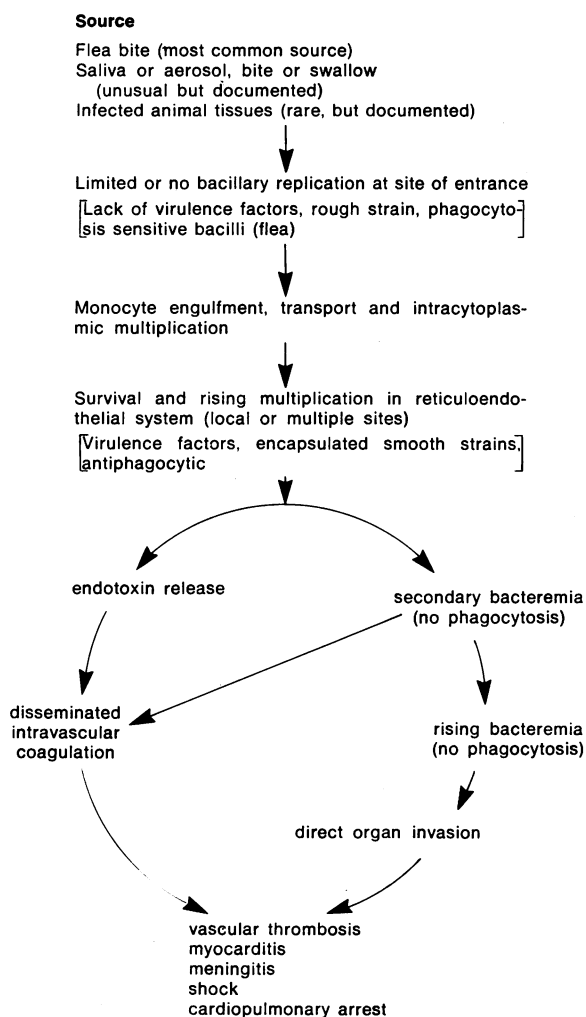 Source
Flea bite (most common source)
Saliva or aerosol, bite or swallow
(unusual but documented)
Infected animal tissues (rare, but documented)
Limited or no bacillary replication at site of entrance
[Lack of virulence factors, rough strain, phagocyto-
sis sensitive bacilli (flea)]
Monocyte engulfment, transport and intracytoplas-
mic multiplication
Survival and rising multiplication in reticuloendo-
thelial system (local or multiple sites)
[Virulence factors, encapsulated smooth strains,
antiphagocytic]
endotoxin release
secondary bacteremia
(no phagocytosis)
disseminated
intravascular
coagulation
rising bacteremia
(no phagocytosis)
direct organ invasion
vascular thrombosis
myocarditis
meningitis
shock
cardiopulmonary arrest